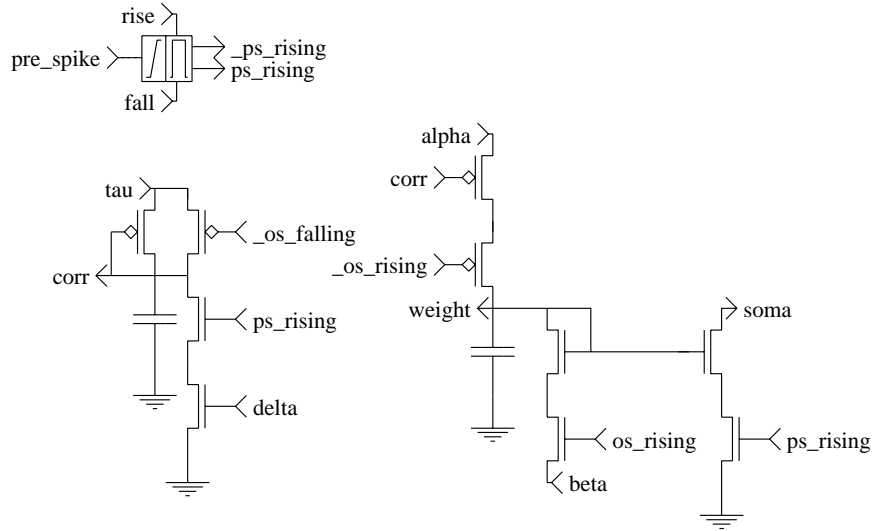 rise
_ps_rising
pre_spike
ps_rising
fall
alpha
corr
tau
_os_falling
_os_rising
corr
weight
soma
ps_rising
delta
os_rising
ps_rising
beta